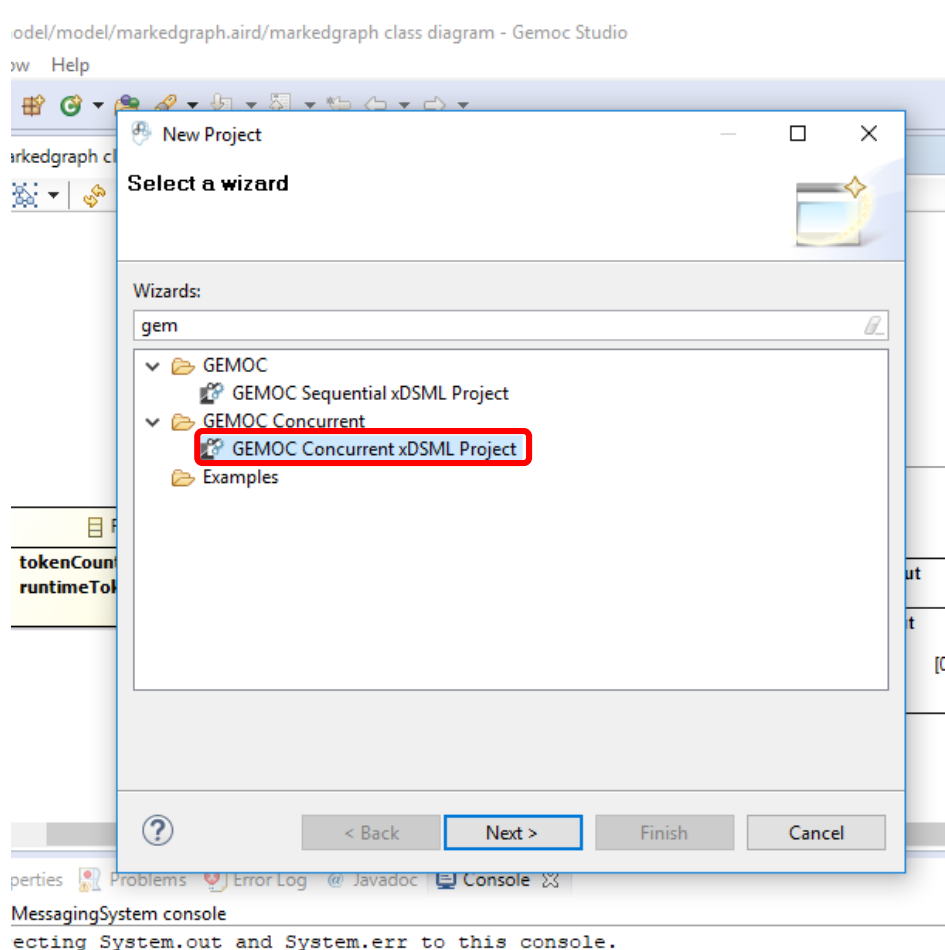 odel/model/markedgraph.aird/markedgraph class diagram - Gemoc Studio
ow Help
New Project
arkedgraph cl
Select a wizard
Wizards:
gem
GEMOC
GEMOC Sequential xDSML Project
GEMOC Concurrent
GEMOC Concurrent xDSML Project
Examples
tokenCount
ut
runtimeTok
it
[0
< Back Next > Finish Cancel
perties Problems Error Log @ Javadoc Console
MessagingSystem console
ecting System.out and System.err to this console.